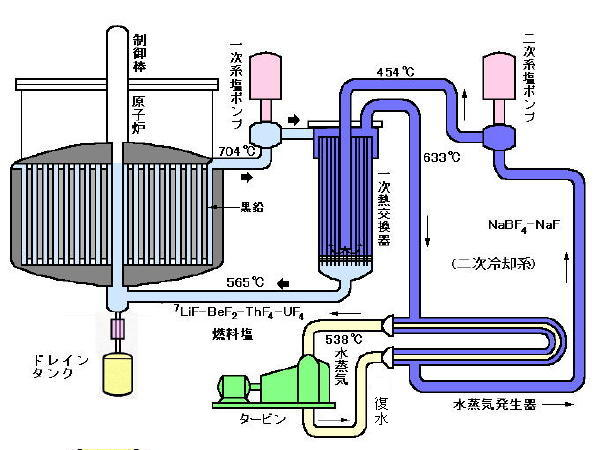 制御棒
原子炉
一次系塩ポンプ
二次系塩ポンプ
454℃
704℃
633℃
一次熱交換器
黒鉛
NaBF4-NaF
(二次冷却系)
565℃
7LiF-BeF2-ThF4-UF4
燃料塩
538℃
水蒸気
ドレイン
タンク
タービン
復水
水蒸気発生器